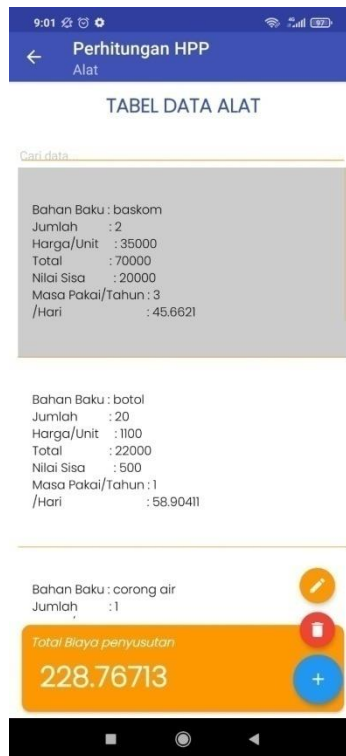 9:01
97
Perhitungan HPP
Alat
TABEL DATA ALAT
Cari data
Bahan Baku : baskom
Jumlah : 2
Harga/Unit : 35000
Total : 70000
Nilai Sisa : 20000
Masa Pakai/Tahun : 3
/Hari : 45.6621
Bahan Baku : botol
Jumlah : 20
Harga/Unit : 1100
Total : 22000
Nilai Sisa : 500
Masa Pakai/Tahun : 1
/Hari : 58.90411
Bahan Baku : corong air
Jumlah : 1
Total Biaya penyusutan
228.76713